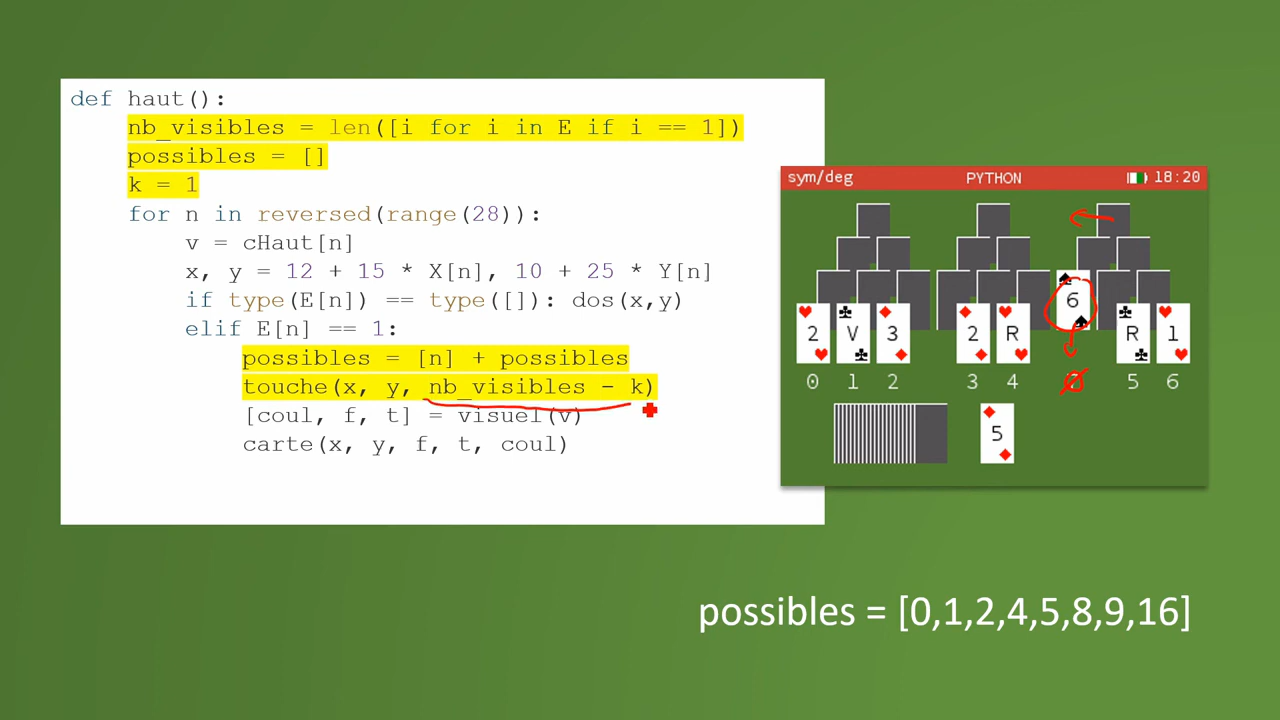 def haut():
    nb_visibles = len([i for i in E if i == 1])
    possibles = []
    k = 1
    for n in reversed(range(28)):
        v = cHaut[n]
        x, y = 12 + 15 * X[n], 10 + 25 * Y[n]
        if type(E[n]) == type([]): dos(x,y)
        elif E[n] == 1:
            possibles = [n] + possibles
            touche(x, y, nb_visibles - k)
            [coul, f, t] = visuel(v)
            carte(x, y, f, t, coul)
sym/deg PYTHON 18:20
6
2 V 3 2 R R 1
0 1 2 3 4 7 5 6
5
possibles = [0,1,2,4,5,8,9,16]